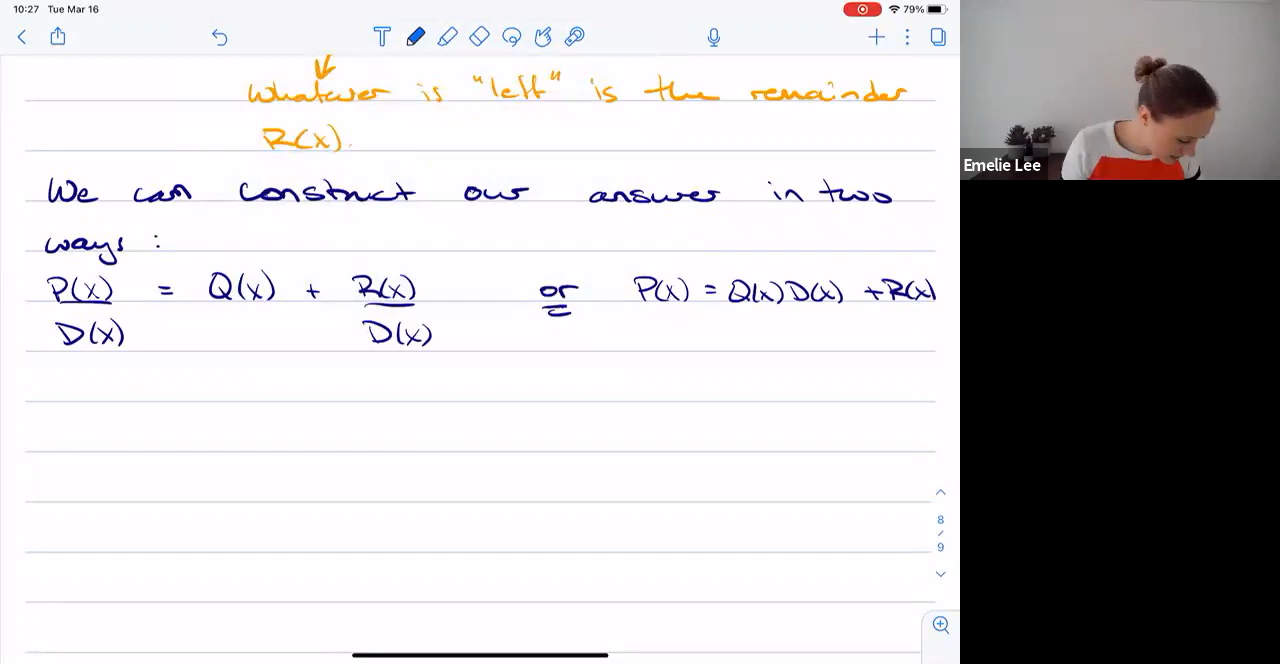 10:27 Tue Mar 16
79%
whatever is "left" is the remainder
R(x).
We can construct our answer in two
ways :
P(x) = Q(x) + R(x) or P(x) = Q(x)D(x) + R(x)
D(x) D(x)
8
/
9
Emelie Lee